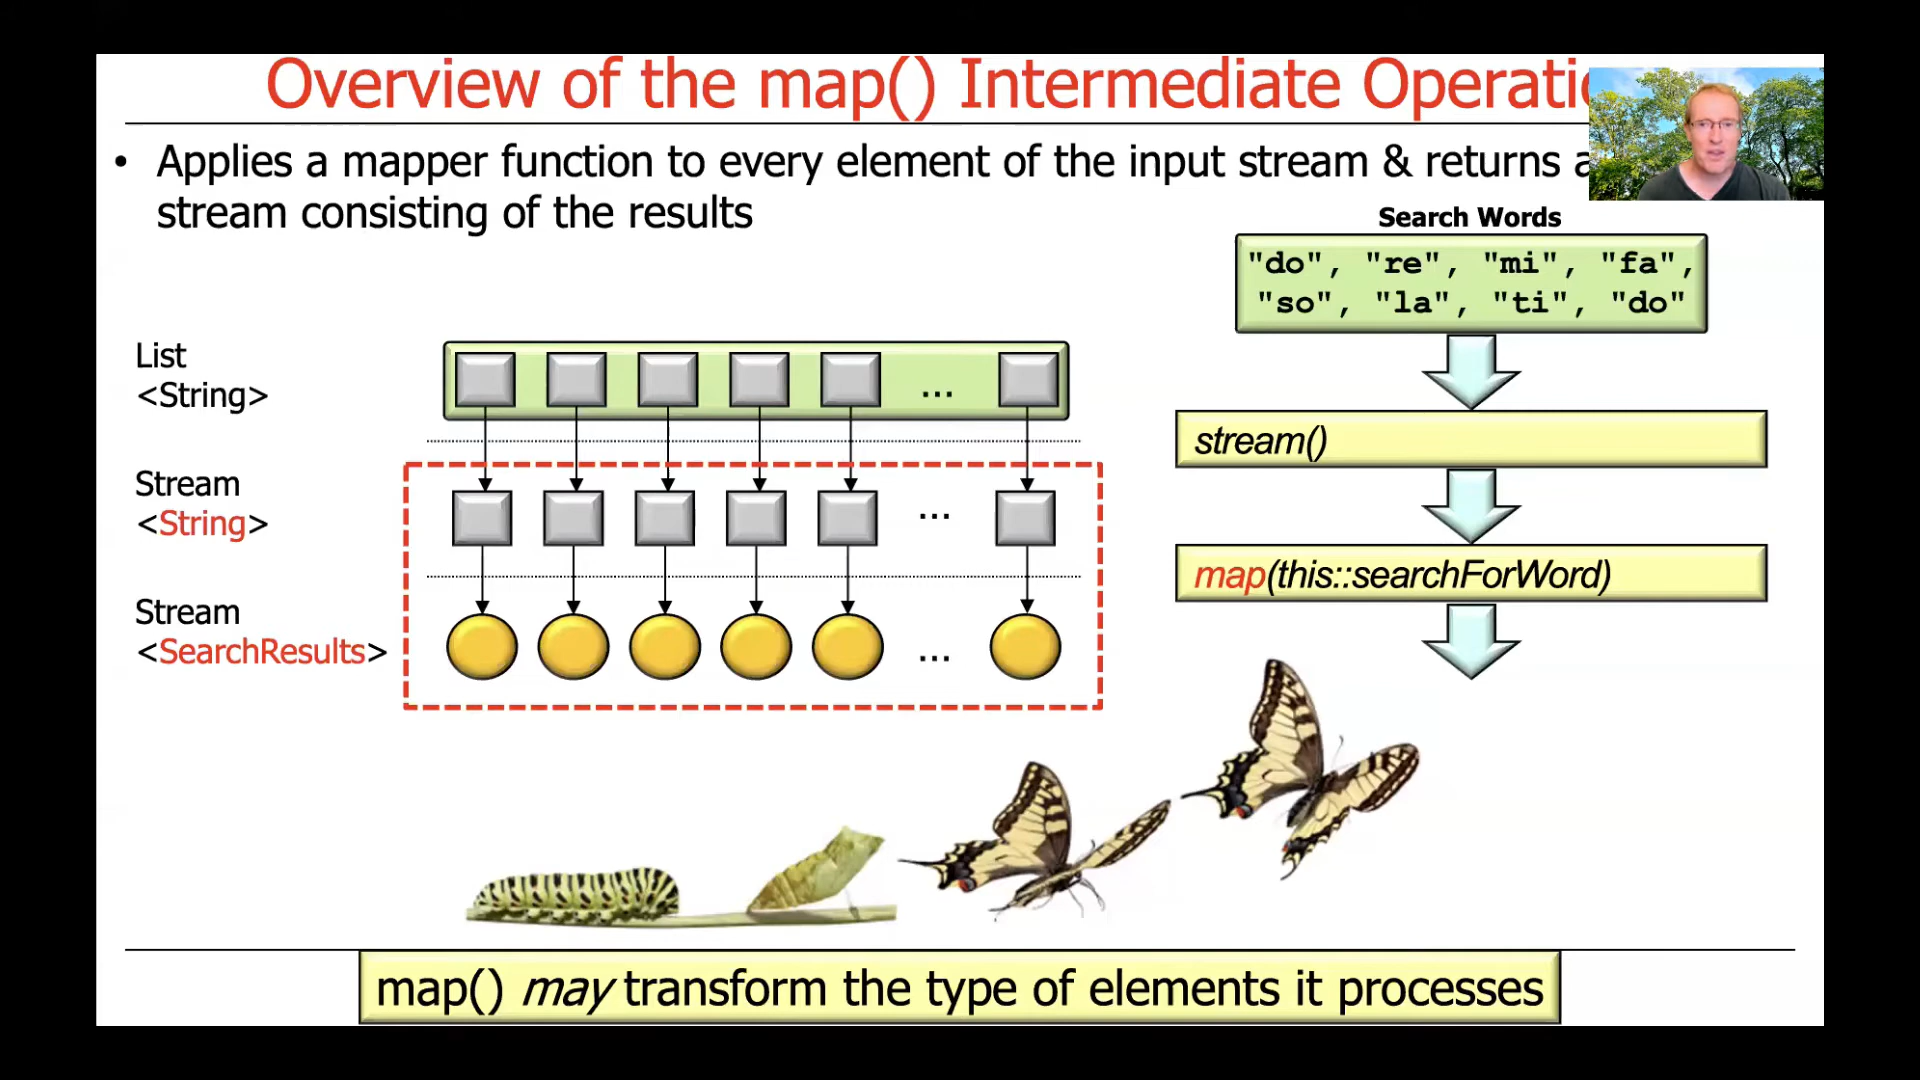 Overview of the map() Intermediate
• Applies a mapper function to every element of the input stream & returns
stream consisting of the results
Search Words
"do", "re", "mi", "fa",
"so", "la", "ti", "do"
List
<String>
...
stream()
Stream
<String>
...
map(this::searchForWord)
Stream
<SearchResults>
...
map() may transform the type of elements it processes